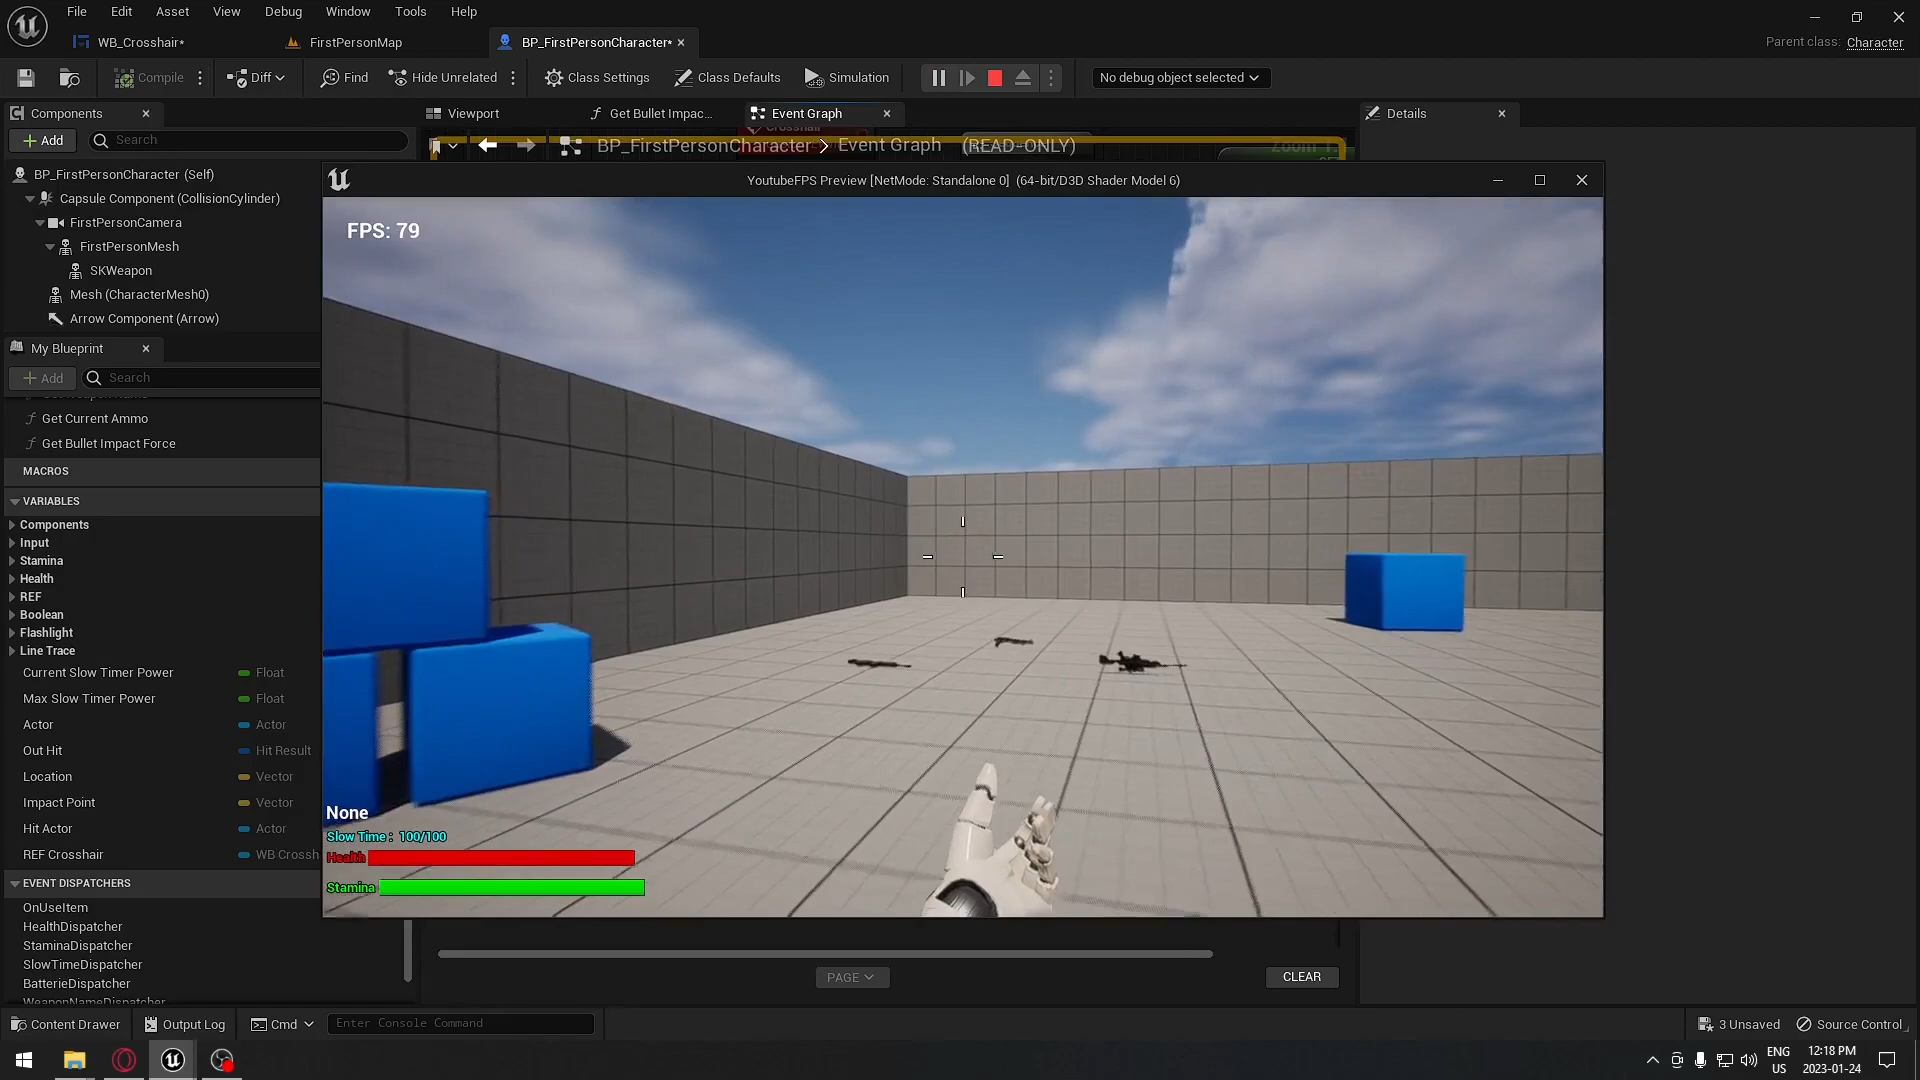 File Edit Asset View Debug Window Tools Help
WB_Crosshair* FirstPersonMap BP_FirstPersonCharacter*
Parent class: Character
Compile Diff Find Hide Unrelated Class Settings Class Defaults Simulation No debug object selected
Components Viewport Get Bullet Impac... Event Graph Details
Add Search
BP_FirstPersonCharacter > Event Graph (READ-ONLY)
BP_FirstPersonCharacter (Self)
Capsule Component (CollisionCylinder)
FirstPersonCamera
FirstPersonMesh
SKWeapon
Mesh (CharacterMesh0)
Arrow Component (Arrow)
My Blueprint
Add Search
Get Current Ammo
Get Bullet Impact Force
MACROS
VARIABLES
Components
Input
Stamina
Health
REF
Boolean
Flashlight
Line Trace
Current Slow Timer Power Float
Max Slow Timer Power Float
Actor Actor
Out Hit Hit Result
Location Vector
Impact Point Vector
Hit Actor Actor
REF Crosshair WB Crossh
EVENT DISPATCHERS
OnUseItem
HealthDispatcher
StaminaDispatcher
SlowTimeDispatcher
BatterieDispatcher
WeaponNameDispatcher
YoutubeFPS Preview [NetMode: Standalone 0] (64-bit/D3D Shader Model 6)
FPS: 79
None
Slow Time : 100/100
Health
Stamina
PAGE CLEAR
Content Drawer Output Log Cmd Enter Console Command 3 Unsaved Source Control
ENG
US
12:18 PM
2023-01-24